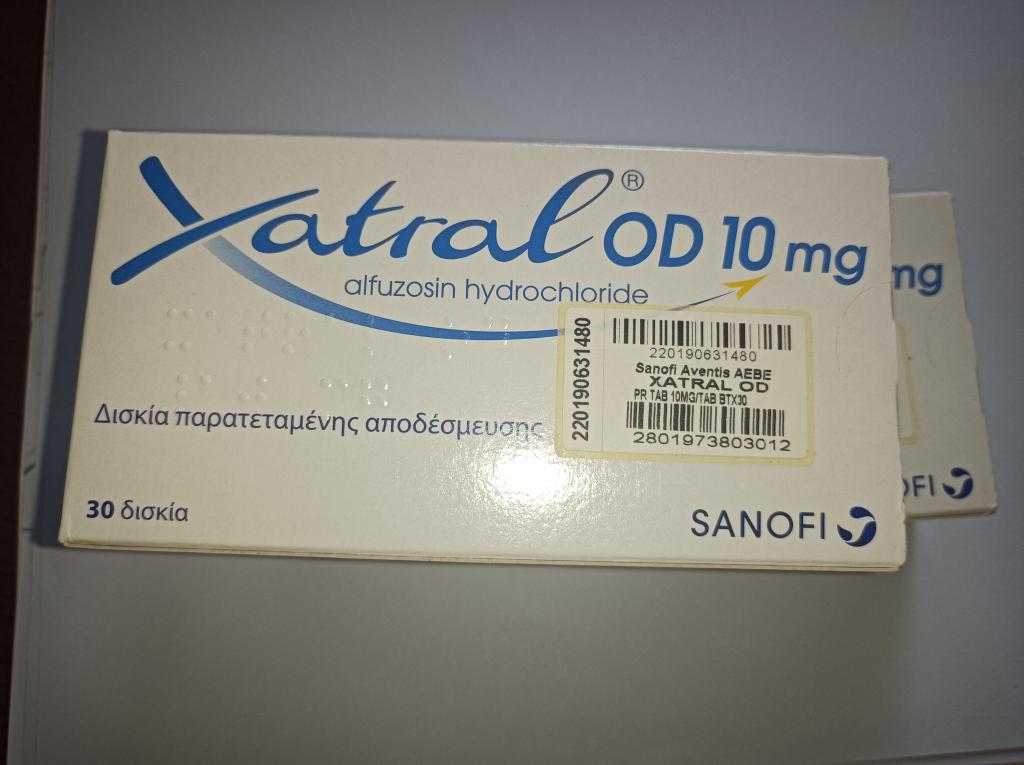 Xatral® OD 10 mg
alfuzosin hydrochloride
220190631480
220190631480
Sanofi Aventis AEBE
XATRAL OD
PR TAB 10MG/TAB BTX30
2801973803012
Δισκία παρατεταμένης αποδέσμευσης
30 δισκία
SANOFI
mg
OFI